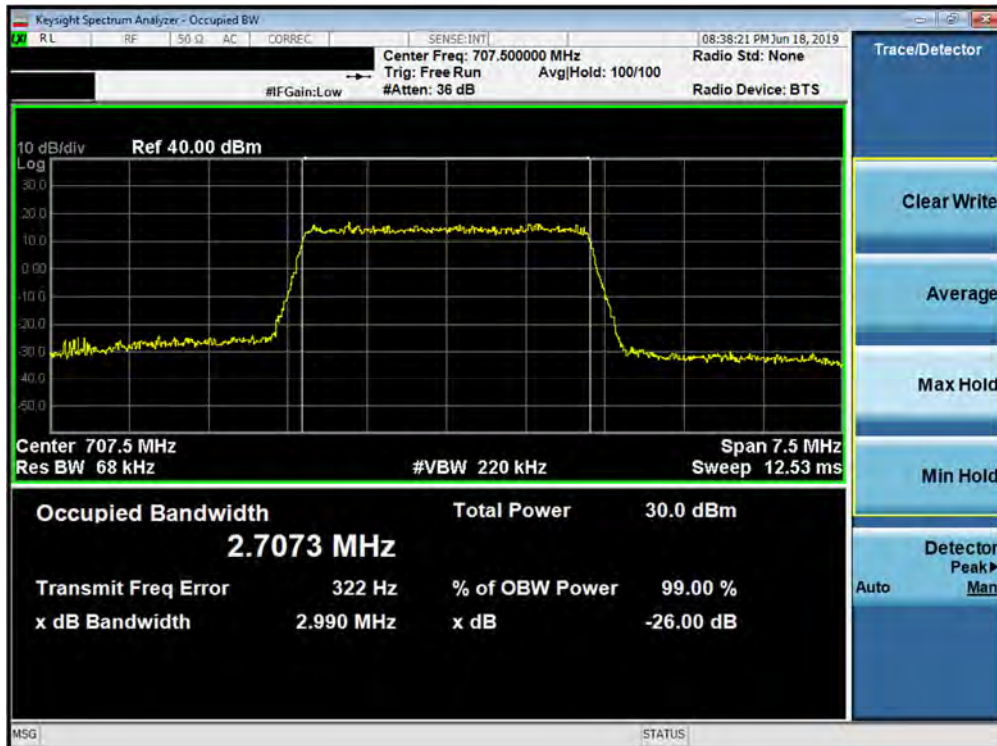 Keysight Spectrum Analyzer - Occupied BW
LXI RL RF 50 Ω AC CORREC SENSE:INT 08:38:21 PM Jun 18, 2019
Center Freq: 707.500000 MHz Radio Std: None
Trig: Free Run Avg|Hold: 100/100
#IFGain:Low #Atten: 36 dB Radio Device: BTS
10 dB/div Ref 40.00 dBm
Log
30.0
20.0
10.0
0.00
-10.0
-20.0
-30.0
-40.0
-50.0
Center 707.5 MHz Span 7.5 MHz
Res BW 68 kHz #VBW 220 kHz Sweep 12.53 ms
Occupied Bandwidth Total Power 30.0 dBm
2.7073 MHz
Transmit Freq Error 322 Hz % of OBW Power 99.00 %
x dB Bandwidth 2.990 MHz x dB -26.00 dB
MSG STATUS
Trace/Detector
Clear Write
Average
Max Hold
Min Hold
Detector
Peak▶
Auto Man